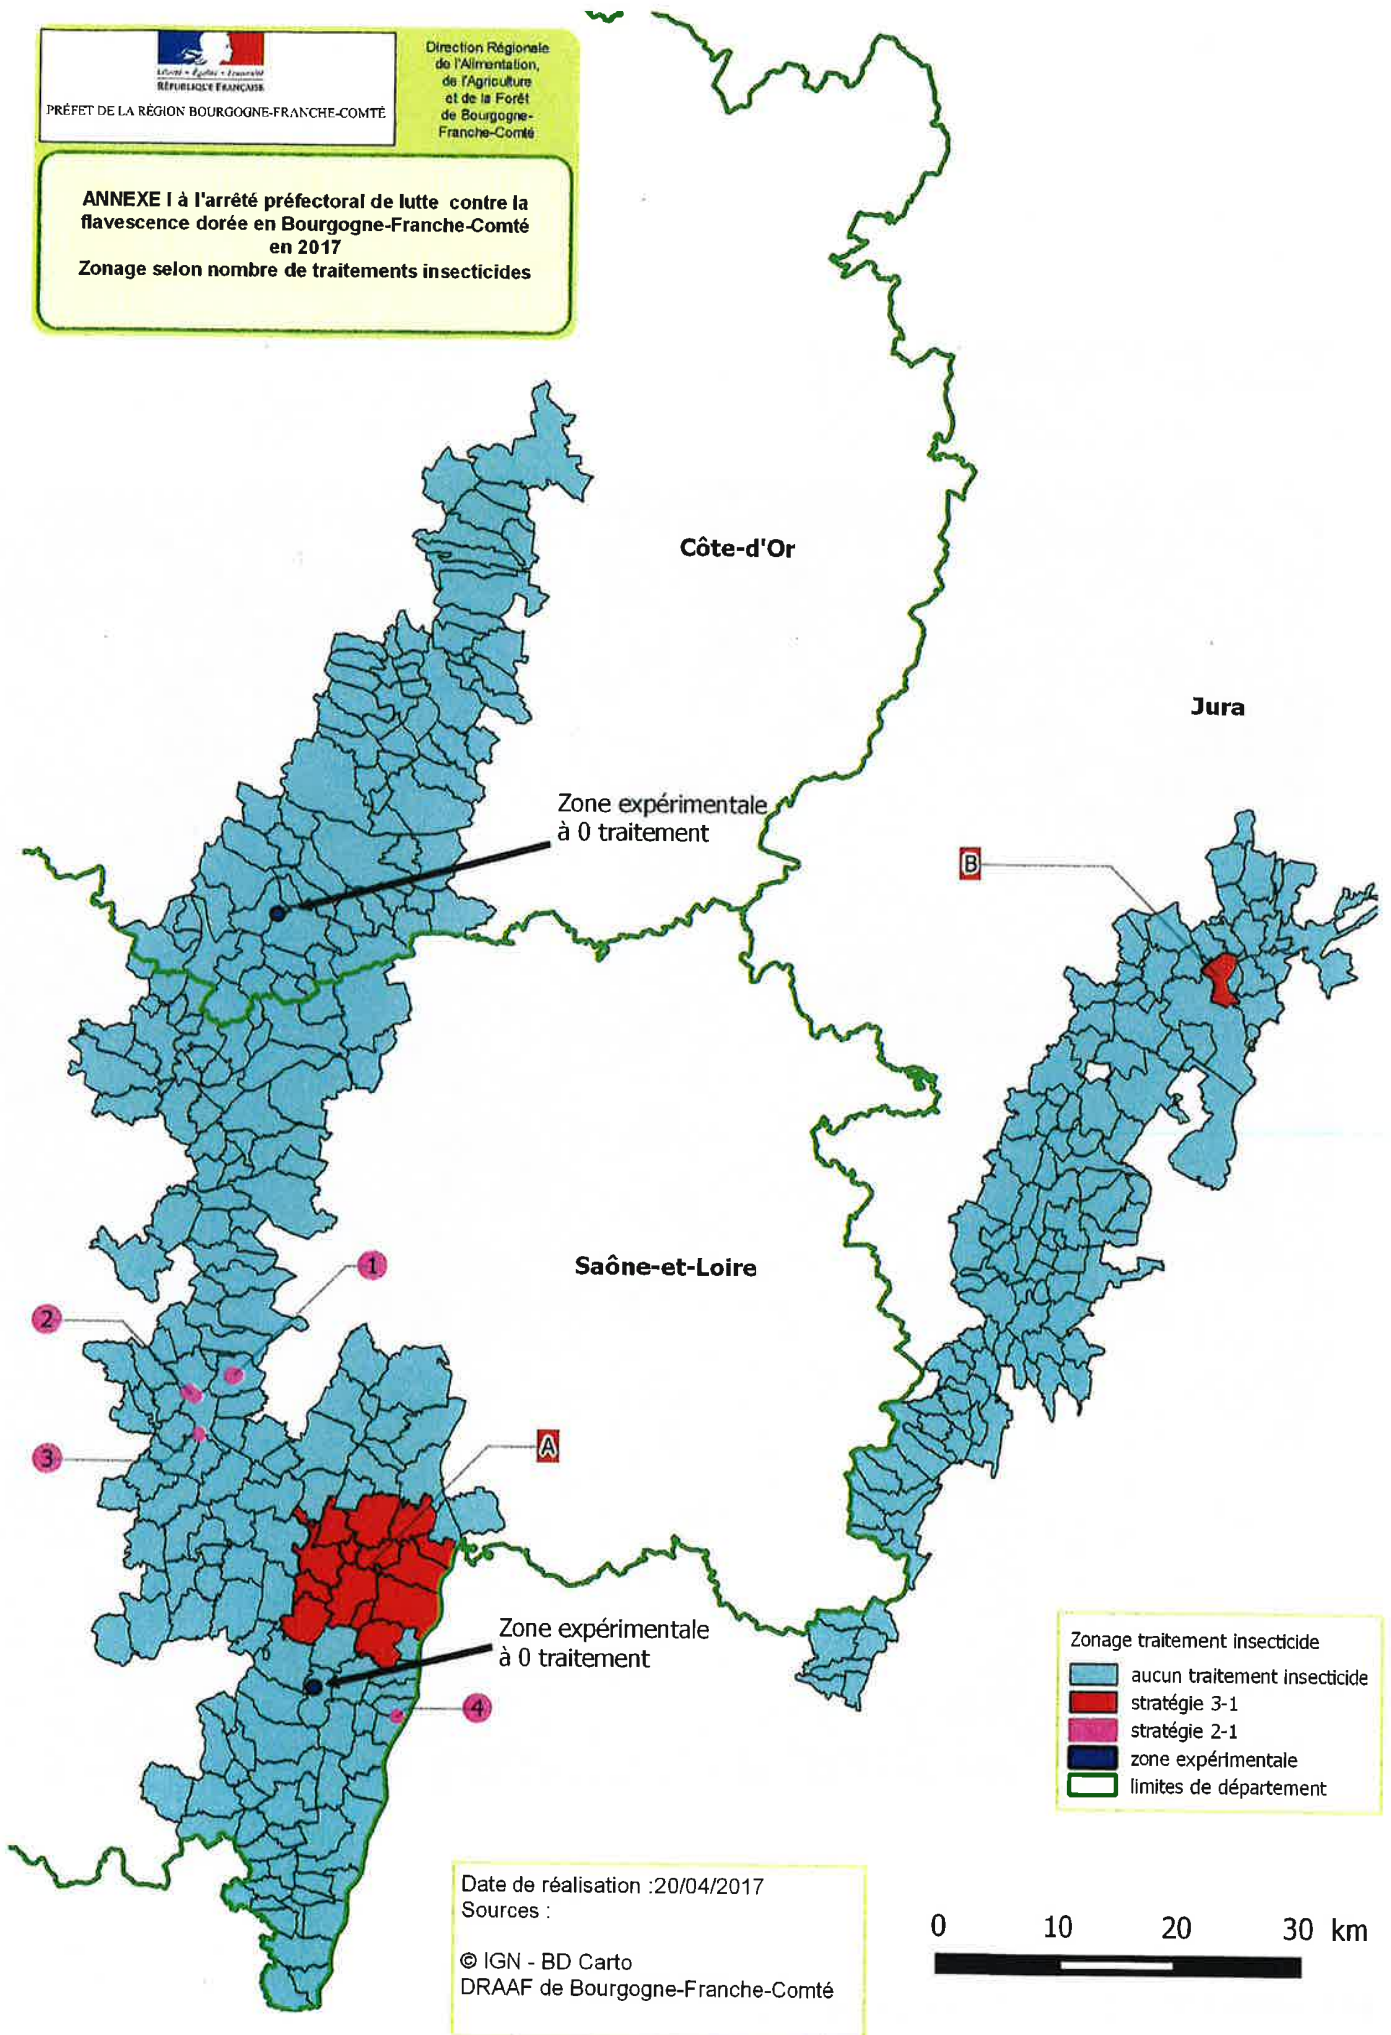 Liberté • Égalité • Fraternité
RÉPUBLIQUE FRANÇAISE
PRÉFET DE LA RÉGION BOURGOGNE-FRANCHE-COMTÉ
Direction Régionale
de l'Alimentation,
de l'Agriculture
et de la Forêt
de Bourgogne-
Franche-Comté
ANNEXE I à l'arrêté préfectoral de lutte contre la
flavescence dorée en Bourgogne-Franche-Comté
en 2017
Zonage selon nombre de traitements insecticides
Côte-d'Or
Jura
Zone expérimentale
à 0 traitement
B
Saône-et-Loire
1
2
3
A
Zone expérimentale
à 0 traitement
4
Zonage traitement insecticide
aucun traitement insecticide
stratégie 3-1
stratégie 2-1
zone expérimentale
limites de département
Date de réalisation :20/04/2017
Sources :
© IGN - BD Carto
DRAAF de Bourgogne-Franche-Comté
0 10 20 30 km